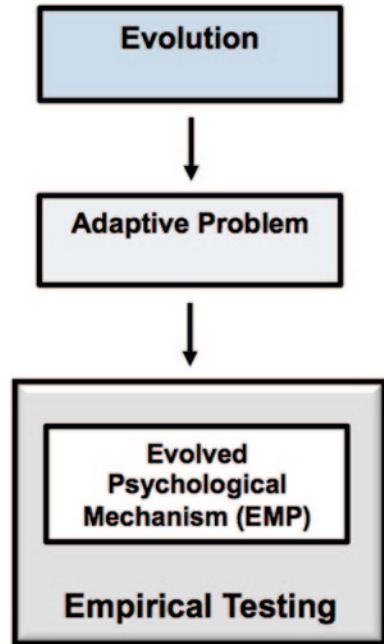 Evolution
Adaptive Problem
Evolved
Psychological
Mechanism (EMP)
Empirical Testing